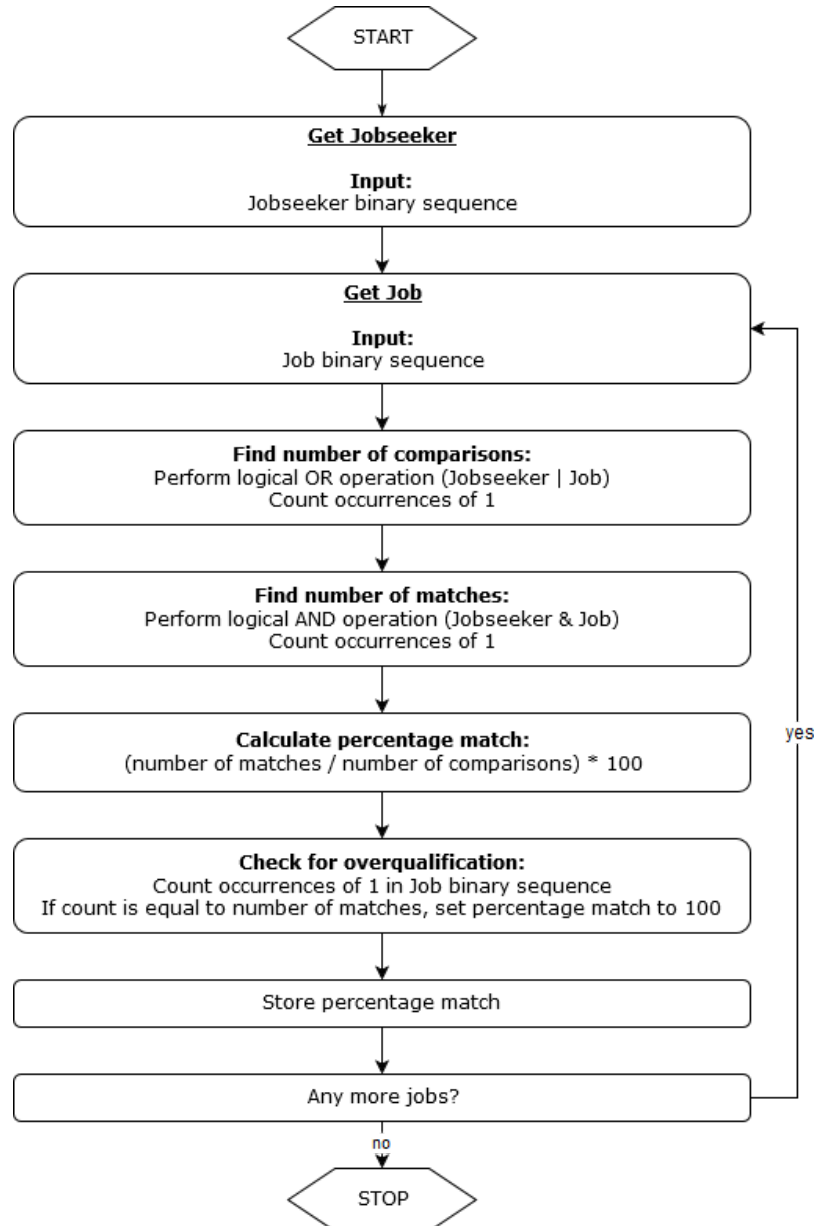 START
Get Jobseeker
Input:
Jobseeker binary sequence
Get Job
Input:
Job binary sequence
Find number of comparisons:
Perform logical OR operation (Jobseeker | Job)
Count occurrences of 1
Find number of matches:
Perform logical AND operation (Jobseeker & Job)
Count occurrences of 1
Calculate percentage match:
(number of matches / number of comparisons) * 100
yes
Check for overqualification:
Count occurrences of 1 in Job binary sequence
If count is equal to number of matches, set percentage match to 100
Store percentage match
Any more jobs?
no
STOP